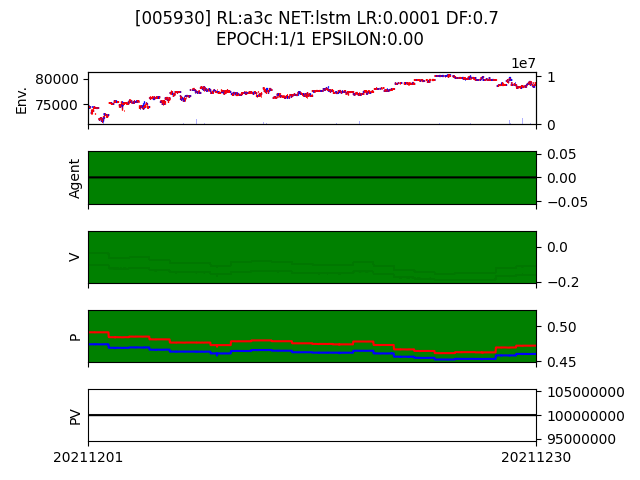 [005930] RL:a3c NET:lstm LR:0.0001 DF:0.7
EPOCH:1/1 EPSILON:0.00
1e7
80000
75000
Env.
1
0
Agent
0.05
0.00
−0.05
V
0.0
−0.2
P
0.50
0.45
PV
105000000
100000000
95000000
20211201
20211230